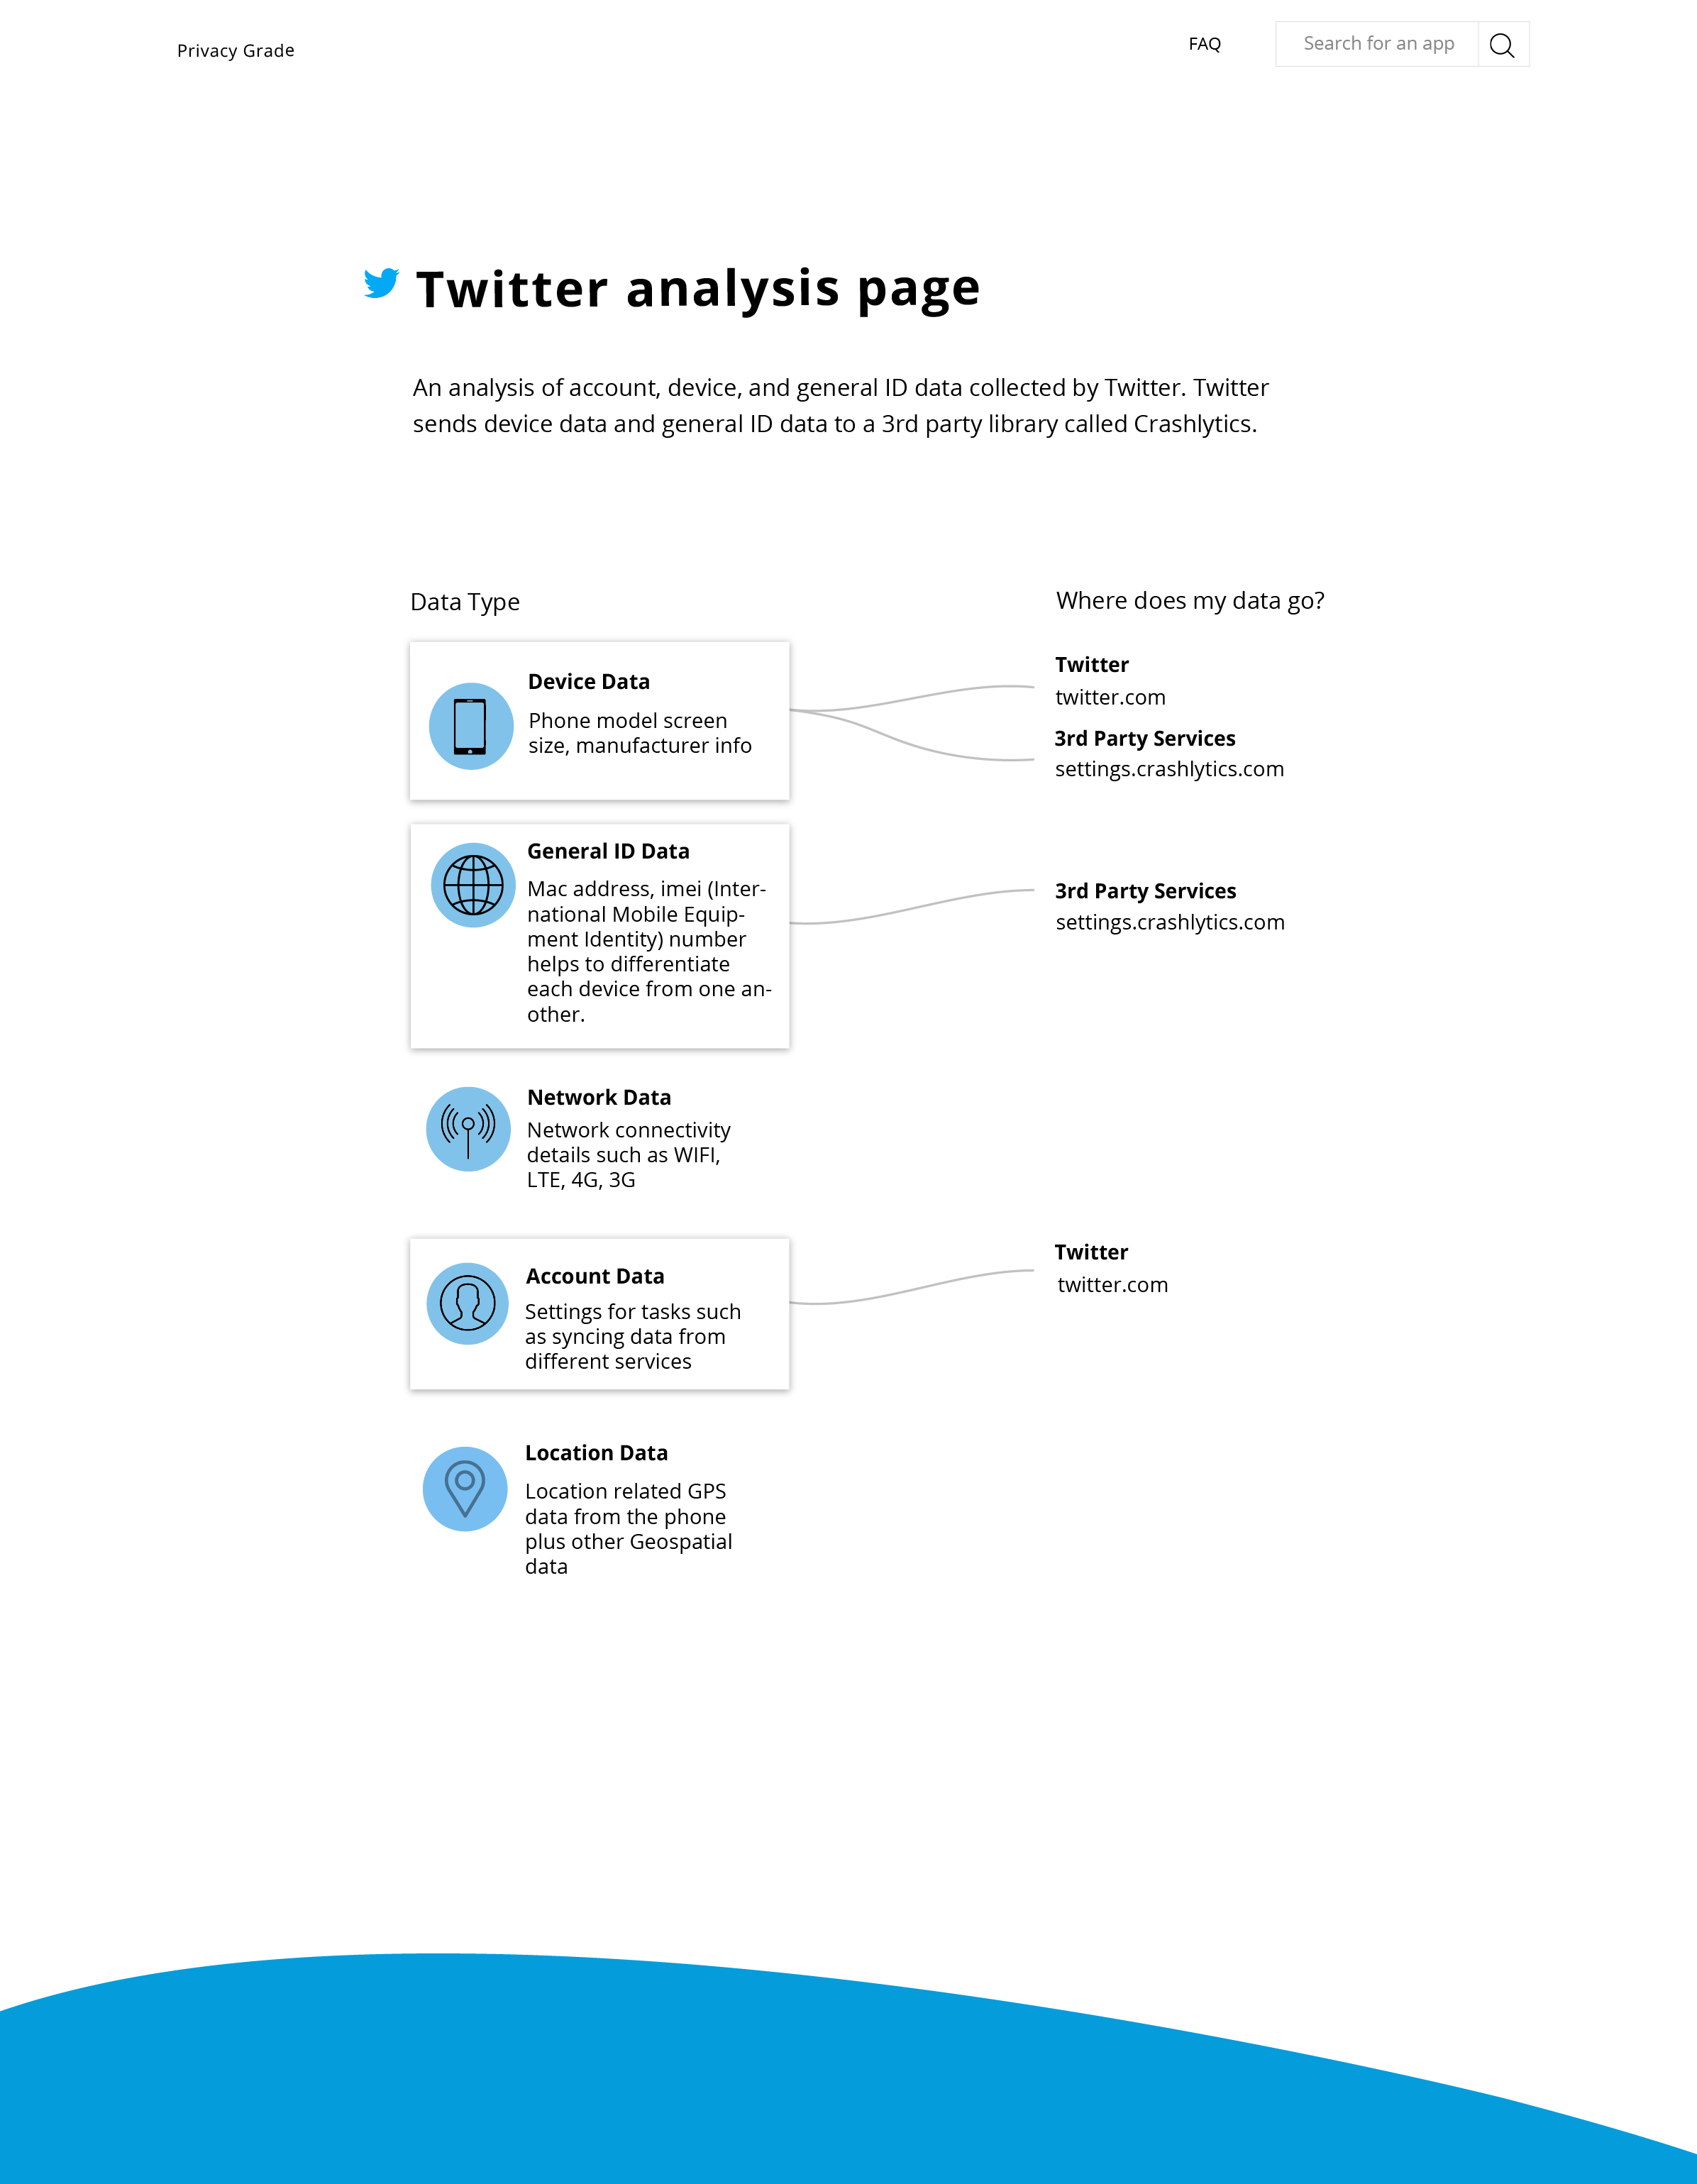 Privacy Grade
FAQ
Search for an app
Twitter analysis page
An analysis of account, device, and general ID data collected by Twitter. Twitter
sends device data and general ID data to a 3rd party library called Crashlytics.
Data Type
Where does my data go?
Device Data
Phone model screen
size, manufacturer info
Twitter
twitter.com
3rd Party Services
settings.crashlytics.com
General ID Data
Mac address, imei (Inter-
national Mobile Equip-
ment Identity) number
helps to differentiate
each device from one an-
other.
3rd Party Services
settings.crashlytics.com
Network Data
Network connectivity
details such as WIFI,
LTE, 4G, 3G
Account Data
Settings for tasks such
as syncing data from
different services
Twitter
twitter.com
Location Data
Location related GPS
data from the phone
plus other Geospatial
data